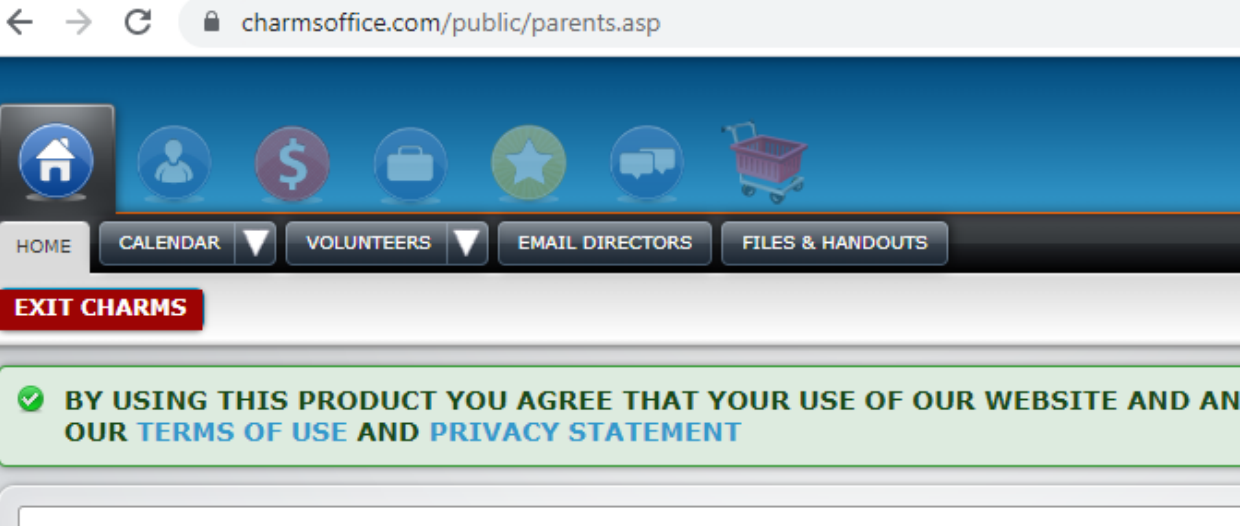 charmsoffice.com/public/parents.asp
$
HOME CALENDAR VOLUNTEERS EMAIL DIRECTORS FILES & HANDOUTS
EXIT CHARMS
BY USING THIS PRODUCT YOU AGREE THAT YOUR USE OF OUR WEBSITE AND AN
OUR TERMS OF USE AND PRIVACY STATEMENT